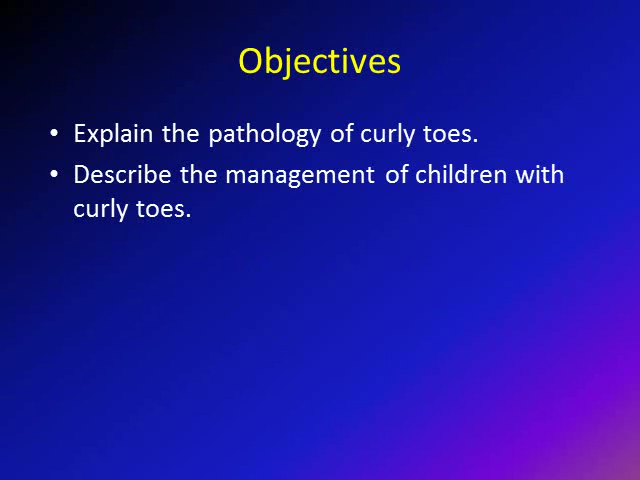 Objectives
• Explain the pathology of curly toes.
• Describe the management of children with
curly toes.